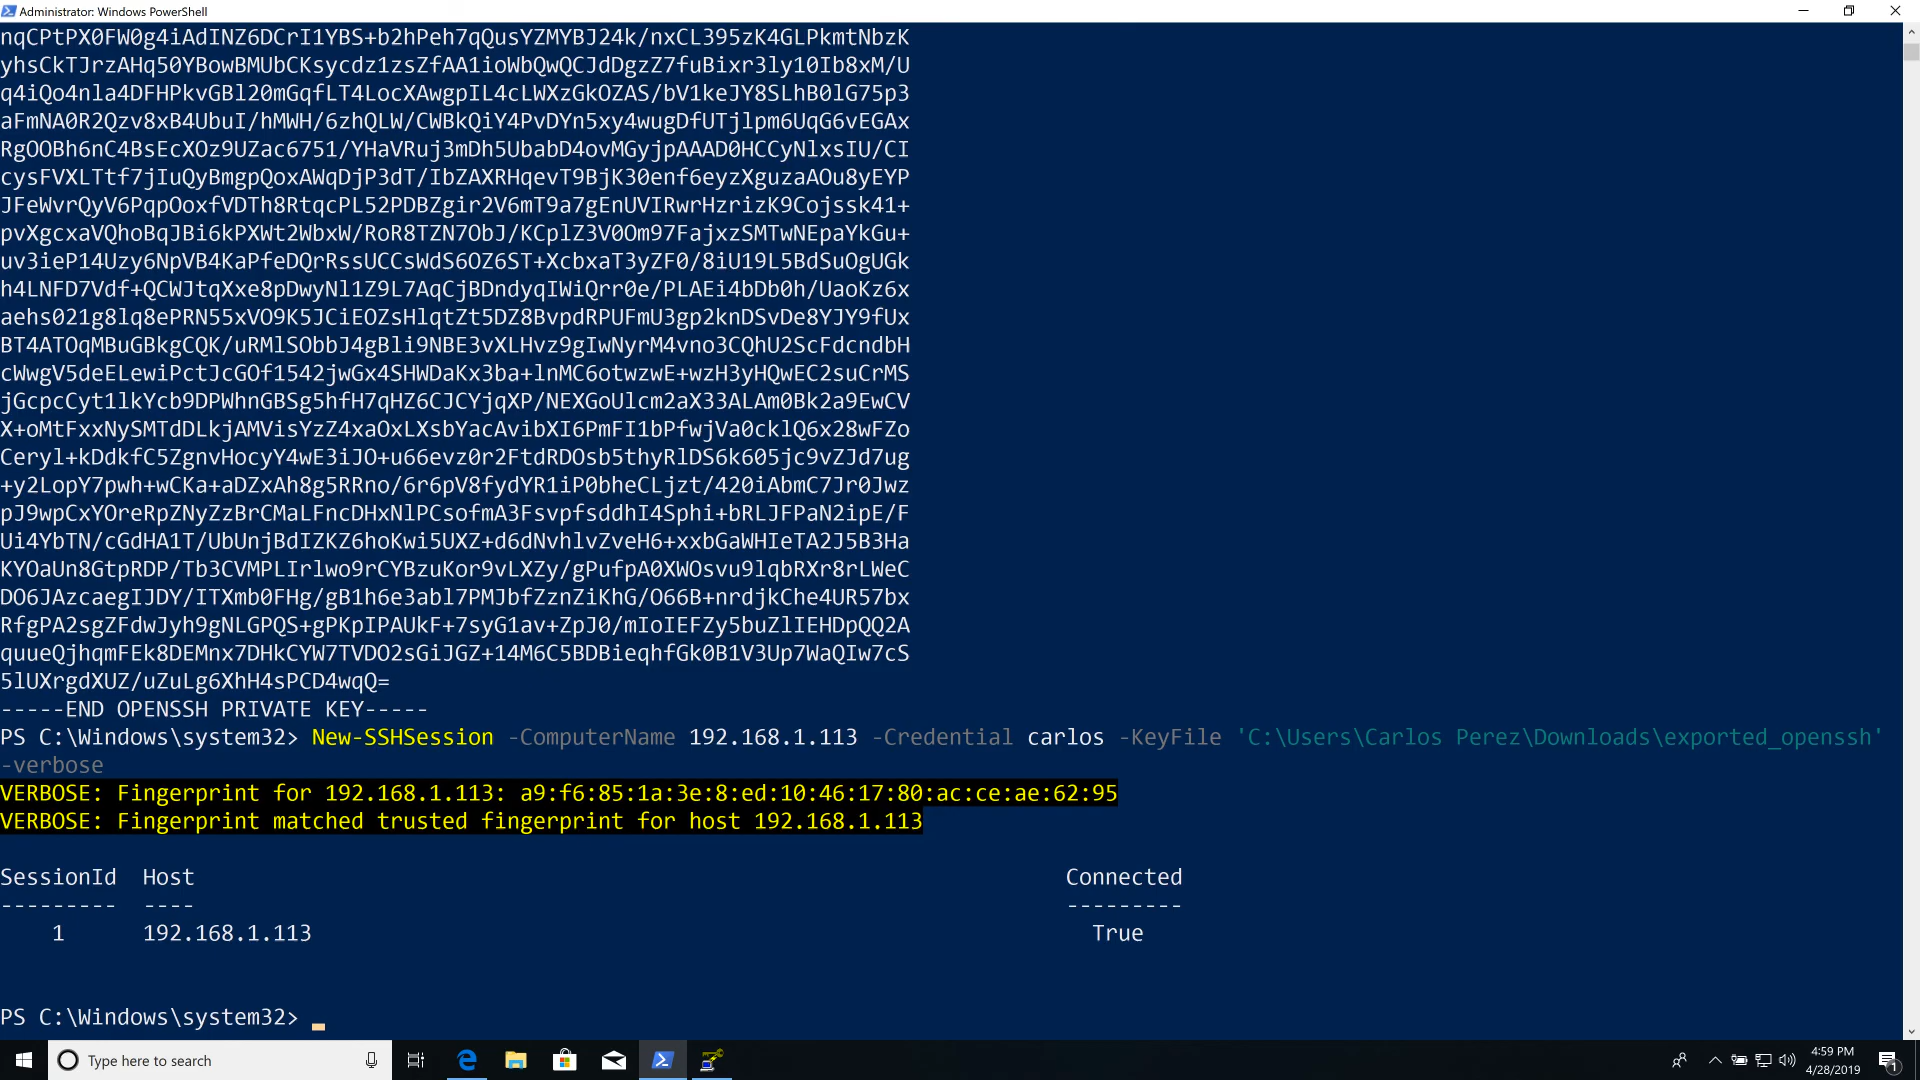 Administrator: Windows PowerShell
nqCPtPX0FW0g4iAdINZ6DCrI1YBS+b2hPeh7qQusYZMYBJ24k/nxCL395zK4GLPkmtNbzK
yhsCkTJrzAHq50YBowBMUbCKsycdz1zsZfAA1ioWbQwQCJdDgzZ7fuBixr3ly10Ib8xM/U
q4iQo4nla4DFHPkvGBl20mGqfLT4LocXAwgpIL4cLWXzGkOZAS/bV1keJY8SLhB0lG75p3
aFmNA0R2Qzv8xB4UbuI/hMWH/6zhQLW/CWBkQiY4PvDYn5xy4wugDfUTjlpm6UqG6vEGAx
RgOOBh6nC4BsEcXOz9UZac6751/YHaVRuj3mDh5UbabD4ovMGyjpAAAD0HCCyNlxsIU/CI
cysFVXLTtf7jIuQyBmgpQoxAWqDjP3dT/IbZAXRHqevT9BjK30enf6eyzXguzaAOu8yEYP
JFeWvrQyV6PqpOoxfVDTh8RtqcPL52PDBZgir2V6mT9a7gEnUVIRwrHzrizK9Cojssk41+
pvXgcxaVQhoBqJBi6kPXWt2WbxW/RoR8TZN7ObJ/KCplZ3V0Om97FajxzSMTwNEpaYkGu+
uv3ieP14Uzy6NpVB4KaPfeDQrRssUCCsWdS6OZ6ST+XcbxaT3yZF0/8iU19L5BdSuOgUGk
h4LNFD7Vdf+QCWJtqXxe8pDwyNl1Z9L7AqCjBDndyqIWiQrr0e/PLAEi4bDb0h/UaoKz6x
aehs021g8lq8ePRN55xVO9K5JCiEOZsHlqtZt5DZ8BvpdRPUFmU3gp2knDSvDe8YJY9fUx
BT4ATOqMBuGBkgCQK/uRMlSObbJ4gBli9NBE3vXLHvz9gIwNyrM4vno3CQhU2ScFdcndbH
cWwgV5deELewiPctJcGOf1542jwGx4SHWDaKx3ba+lnMC6otwzwE+wzH3yHQwEC2suCrMS
jGcpcCyt1lkYcb9DPWhnGBSg5hfH7qHZ6CJCYjqXP/NEXGoUlcm2aX33ALAm0Bk2a9EwCV
X+oMtFxxNySMTdDLkjAMVisYzZ4xaOxLXsbYacAvibXI6PmFI1bPfwjVa0cklQ6x28wFZo
Ceryl+kDdkfC5ZgnvHocyY4wE3iJO+u66evz0r2FtdRDOsb5thyRlDS6k605jc9vZJd7ug
+y2LopY7pwh+wCKa+aDZxAh8g5RRno/6r6pV8fydYR1iP0bheCLjzt/420iAbmC7Jr0Jwz
pJ9wpCxYOreRpZNyZzBrCMaLFncDHxNlPCsofmA3Fsvpfsddh I4Sphi+bRLJFPaN2ipE/F
Ui4YbTN/cGdHA1T/UbUnjBdIZKZ6hoKwi5UXZ+d6dNvhlvZveH6+xxbGaWHIeTA2J5B3Ha
KYOaUn8GtpRDP/Tb3CVMPLIrlwo9rCYBzuKor9vLXZy/gPufpA0XWOsvu9lqbRXr8rLWeC
DO6JAzcaegIJDY/ITXmb0FHg/gB1h6e3abl7PMJbfZznZiKhG/O66B+nrdjkChe4UR57bx
RfgPA2sgZFdwJyh9gNLGPQS+gPKpIPAUkF+7syG1av+ZpJ0/mIoIEFZy5buZlIEHDpQQ2A
quueQjhqmFEk8DEMnx7DHkCYW7TVDO2sGiJGZ+14M6C5BDBieqhfGk0B1V3Up7WaQIw7cS
5lUXrgdXUZ/uZuLg6XhH4sPCD4wqQ=
-----END OPENSSH PRIVATE KEY-----
PS C:\Windows\system32> New-SSHSession -ComputerName 192.168.1.113 -Credential carlos -KeyFile 'C:\Users\Carlos Perez\Downloads\exported_openssh'
-verbose
VERBOSE: Fingerprint for 192.168.1.113: a9:f6:85:1a:3e:8:ed:10:46:17:80:ac:ce:ae:62:95
VERBOSE: Fingerprint matched trusted fingerprint for host 192.168.1.113
SessionId Host Connected
--------- ---- ---------
1 192.168.1.113 True
PS C:\Windows\system32>
Type here to search
4:59 PM
4/28/2019
1